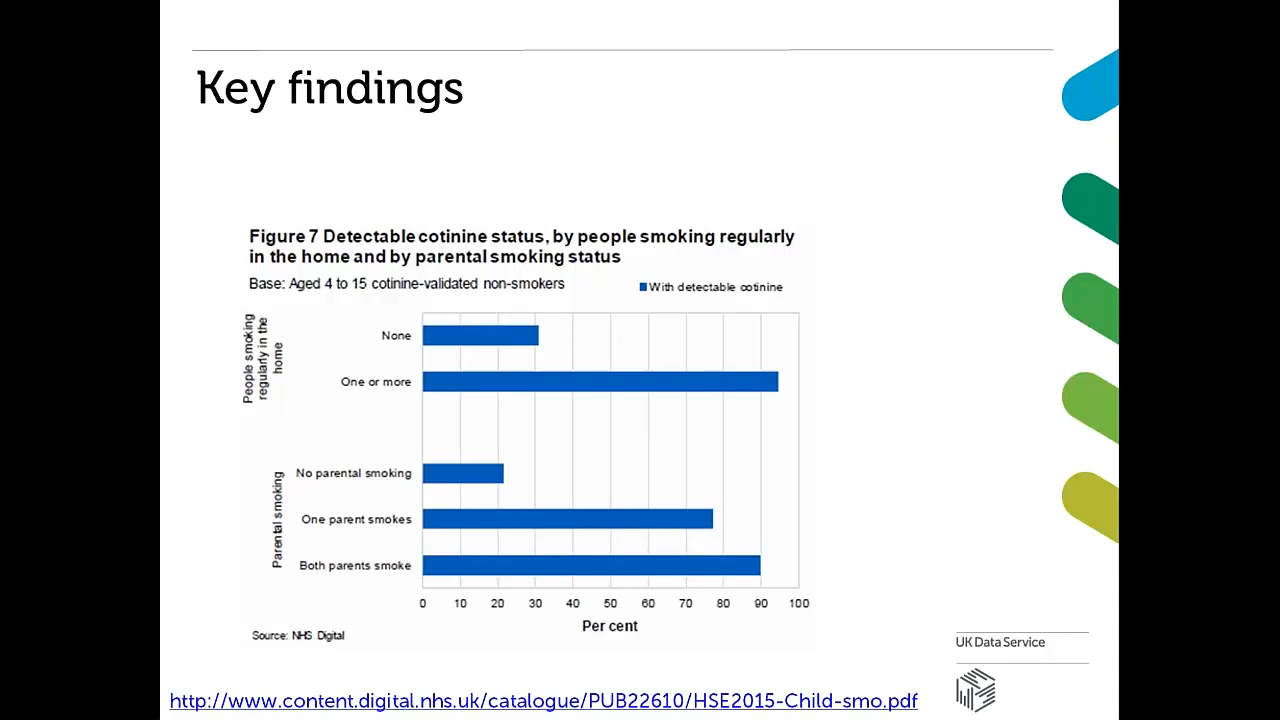 Key findings
Figure 7 Detectable cotinine status, by people smoking regularly
in the home and by parental smoking status
Base: Aged 4 to 15 cotinine-validated non-smokers
With detectable cotinine
People smoking
regularly in the
home
None
One or more
Parental smoking
No parental smoking
One parent smokes
Both parents smoke
0 10 20 30 40 50 60 70 80 90 100
Per cent
Source: NHS Digital
UK Data Service
http://www.content.digital.nhs.uk/catalogue/PUB22610/HSE2015-Child-smo.pdf